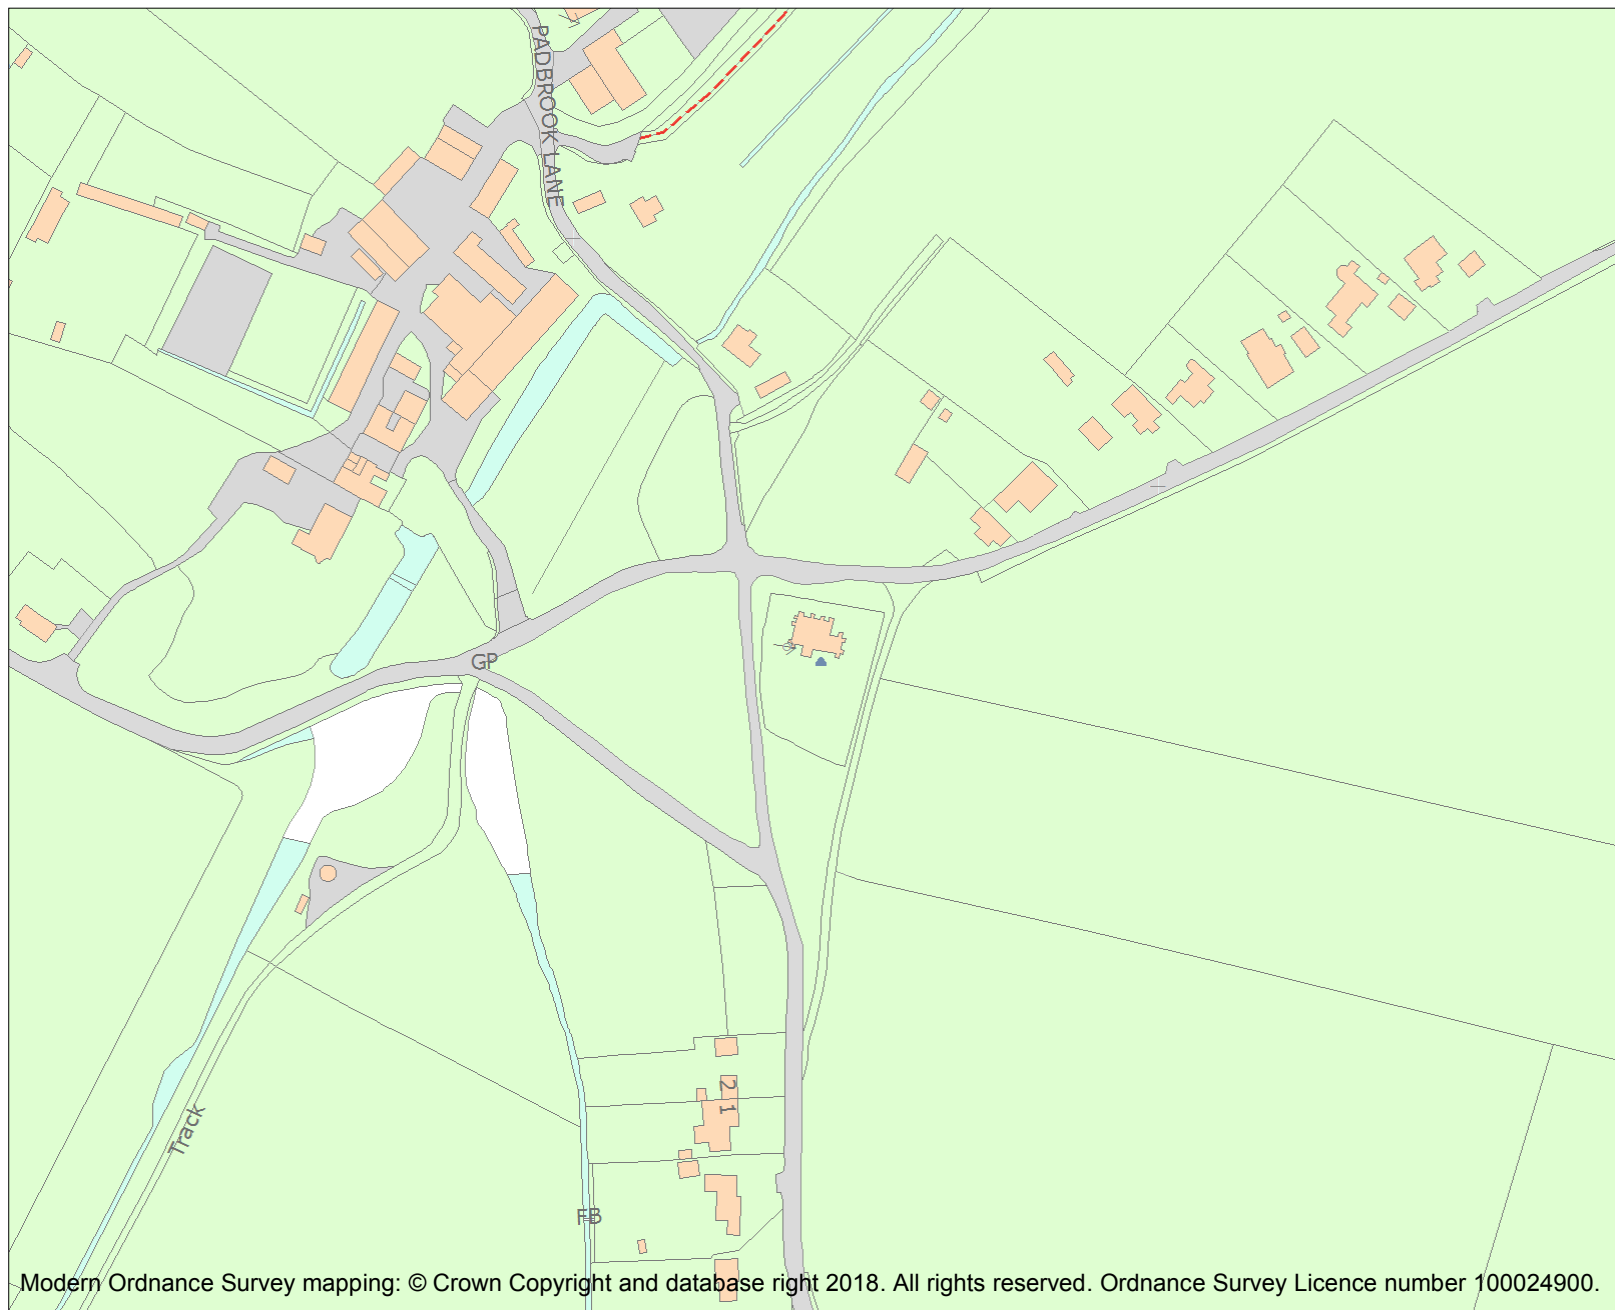 PADBROOK LANE
GP
2
1
Track
FB
Modern Ordnance Survey mapping: © Crown Copyright and database right 2018. All rights reserved. Ordnance Survey Licence number 100024900.